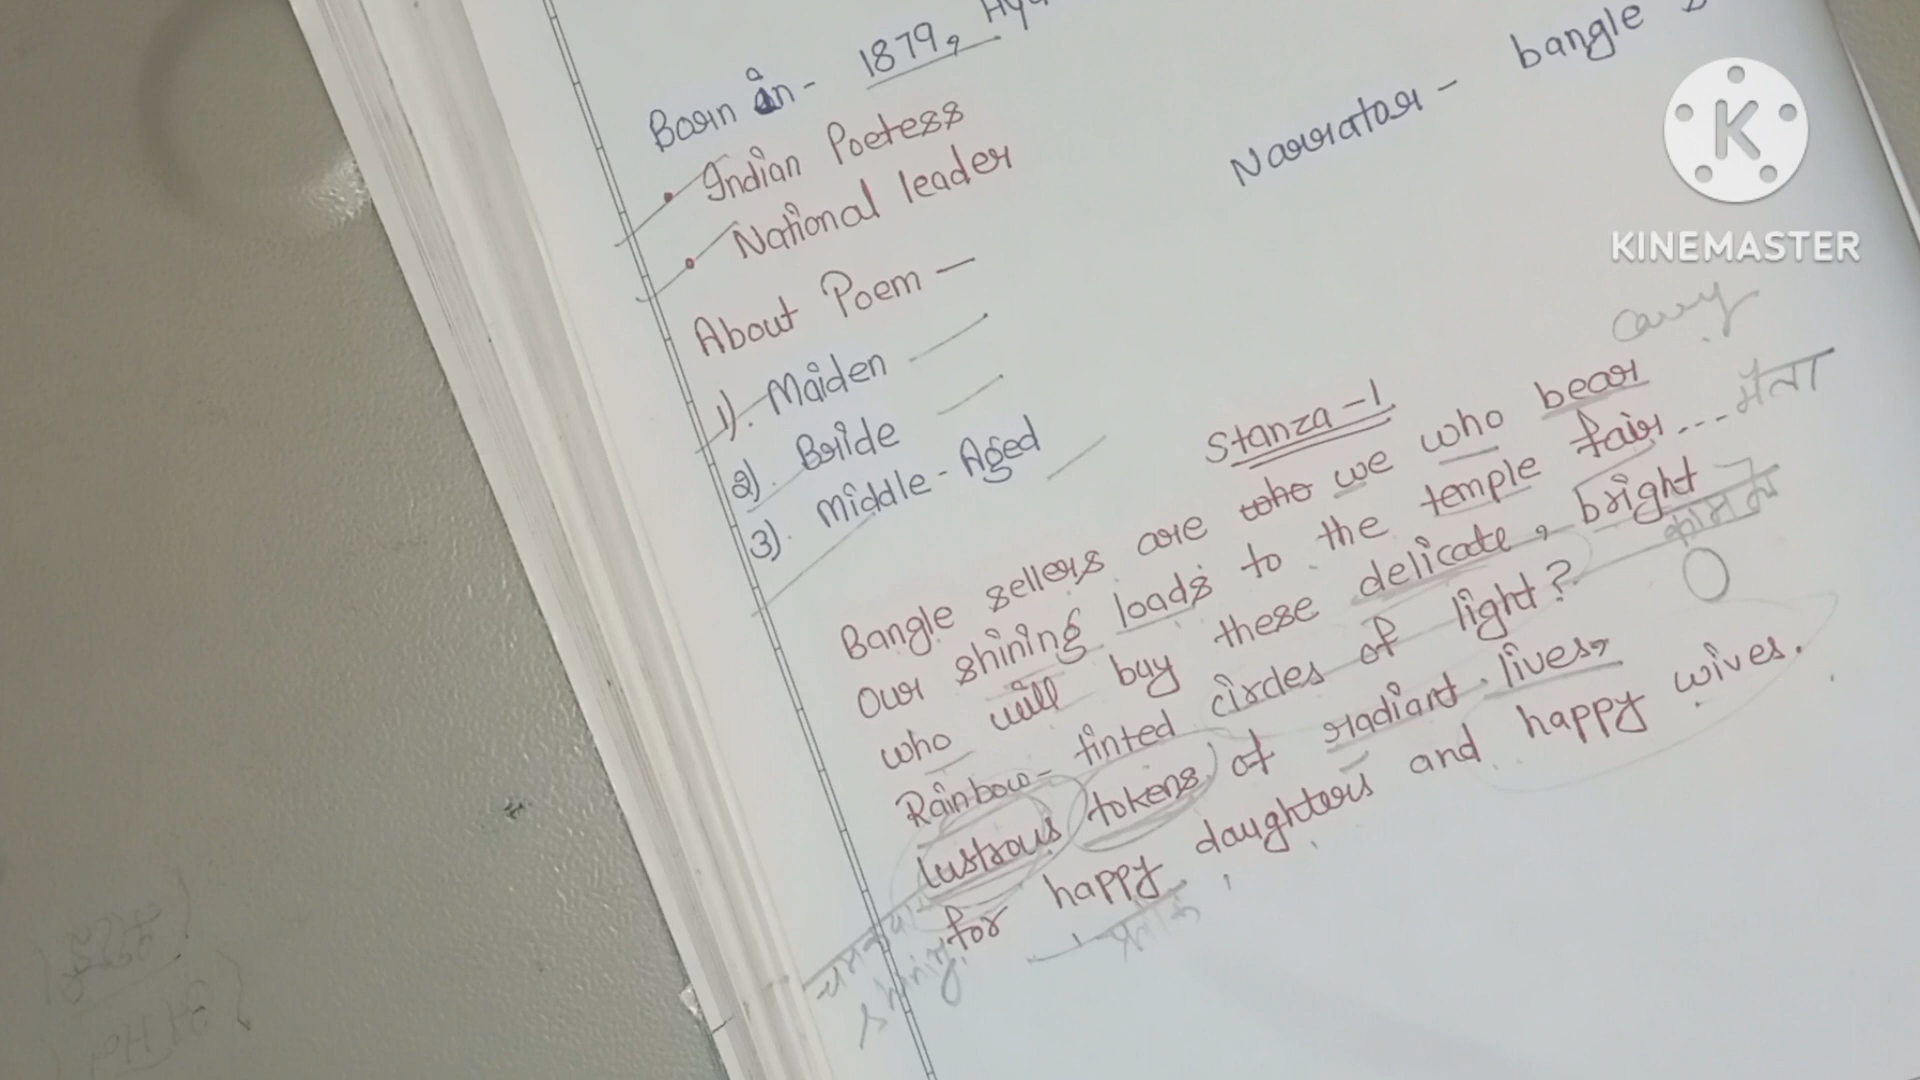 Born in- 1879,
• Indian Poetess
• National leader
Narrator - bangle
KINEMASTER
About Poem —
1). Maiden
2). Bride
3). Middle-Aged
carry
Stanza-1
Bangle sellers are who we who bear
Our shining loads to the temple fair... मेला
who will buy these delicate, bright
Rainbow-tinted circles of light?
lustrous tokens of radiant lives,
for happy daughters and happy wives.
shining